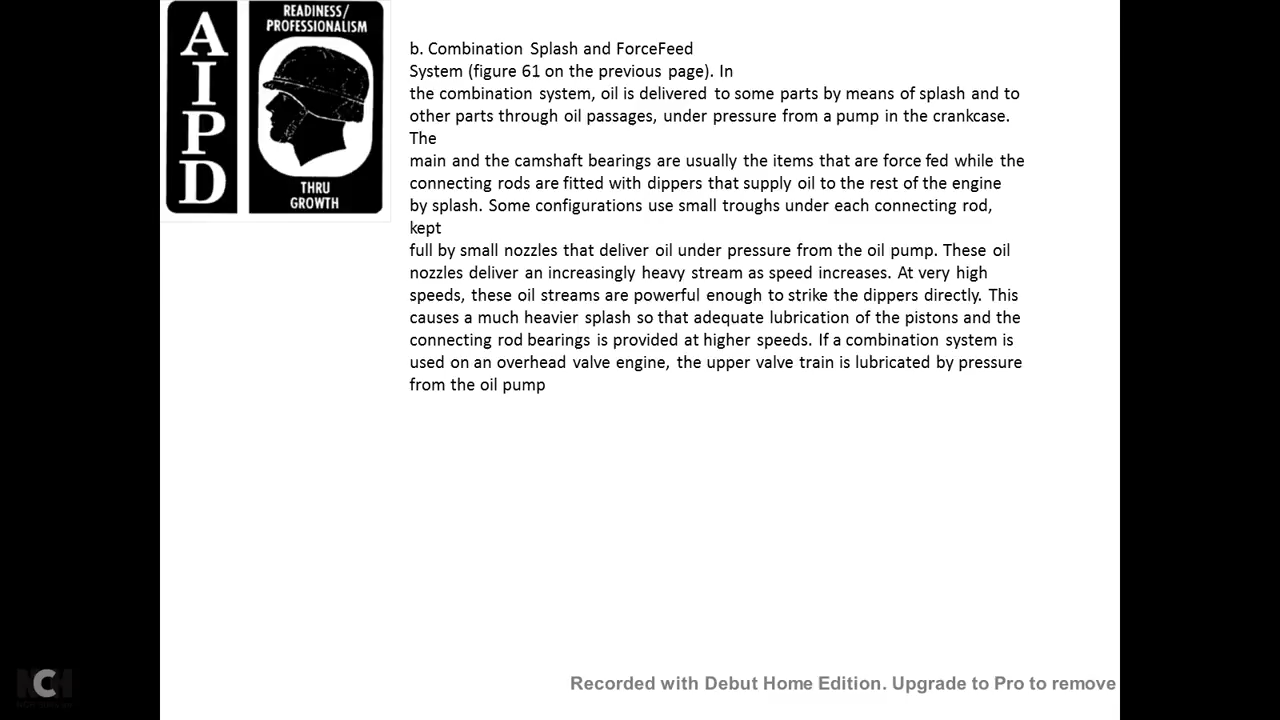 AIPD
READINESS/
PROFESSIONALISM
THRU
GROWTH
b. Combination Splash and ForceFeed
System (figure 61 on the previous page). In
the combination system, oil is delivered to some parts by means of splash and to
other parts through oil passages, under pressure from a pump in the crankcase.
The
main and the camshaft bearings are usually the items that are force fed while the
connecting rods are fitted with dippers that supply oil to the rest of the engine
by splash. Some configurations use small troughs under each connecting rod,
kept
full by small nozzles that deliver oil under pressure from the oil pump. These oil
nozzles deliver an increasingly heavy stream as speed increases. At very high
speeds, these oil streams are powerful enough to strike the dippers directly. This
causes a much heavier splash so that adequate lubrication of the pistons and the
connecting rod bearings is provided at higher speeds. If a combination system is
used on an overhead valve engine, the upper valve train is lubricated by pressure
from the oil pump
NCH
Recorded with Debut Home Edition. Upgrade to Pro to remove